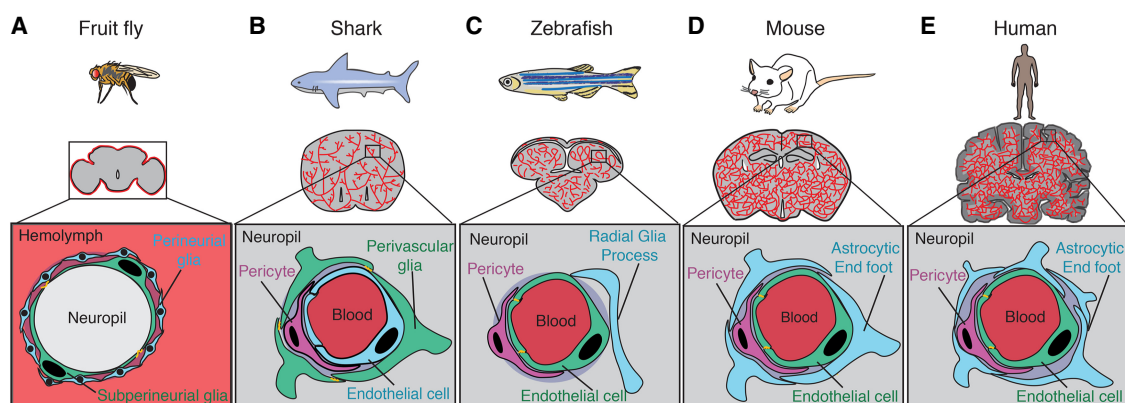 A Fruit fly
B Shark
C Zebrafish
D Mouse
E Human
Hemolymph
Perineurial
glia
Neuropil
Subperineurial glia
Neuropil
Perivascular
glia
Pericyte
Blood
Endothelial cell
Neuropil
Radial Glia
Process
Pericyte
Blood
Endothelial cell
Neuropil
Astrocytic
End foot
Pericyte
Blood
Endothelial cell
Neuropil
Astrocytic
End foot
Pericyte
Blood
Endothelial cell